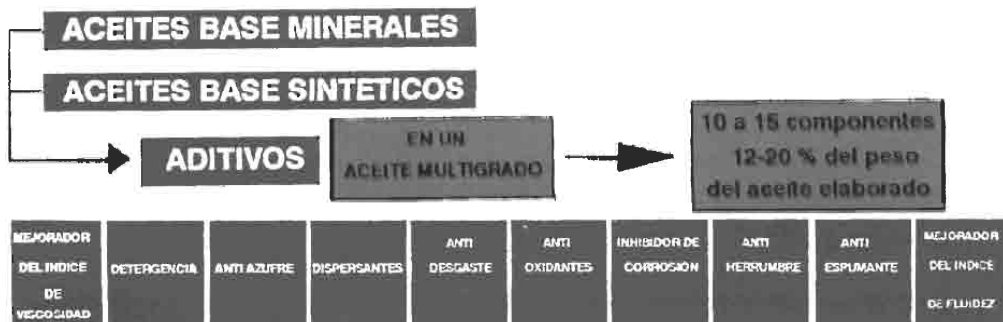 ACEITES BASE MINERALES
ACEITES BASE SINTETICOS
ADITIVOS
EN UN
ACEITE MULTIGRADO
10 a 15 componentes
12-20 % del peso
del aceite elaborado
MEJORADOR
DEL INDICE
DE
VISCOSIDAD
DETERGENCIA
ANTI AZUFRE
DISPERSANTES
ANTI
DESGASTE
ANTI
OXIDANTES
INHIBIDOR DE
CORROSION
ANTI
HERRUMBRE
ANTI
ESPUMANTE
MEJORADOR
DEL INDICE
DE FLUIDEZ